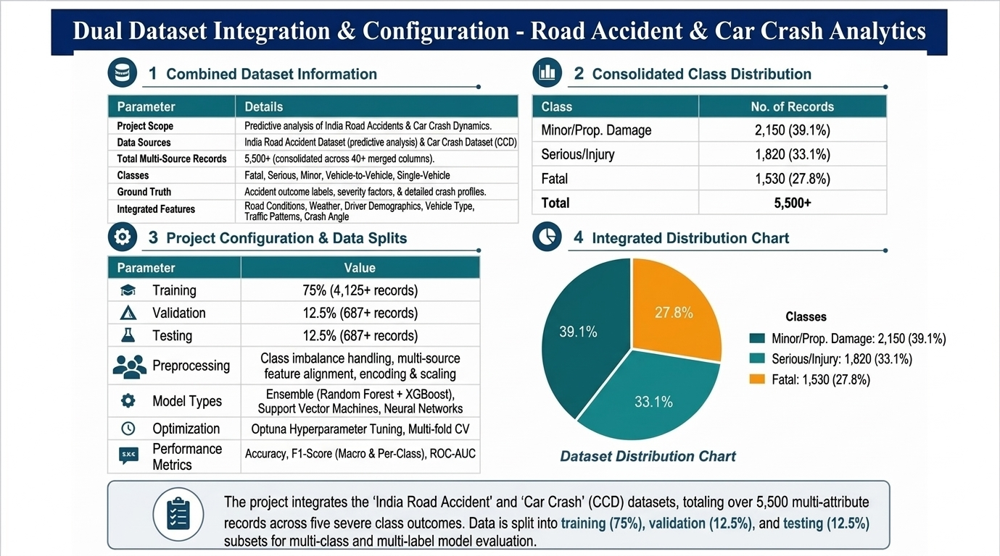 Dual Dataset Integration & Configuration - Road Accident & Car Crash Analytics
1 Combined Dataset Information
Parameter Details
Project Scope Predictive analysis of India Road Accidents & Car Crash Dynamics.
Data Sources India Road Accident Dataset (predictive analysis) & Car Crash Dataset (CCD)
Total Multi-Source Records 5,500+ (consolidated across 40+ merged columns).
Classes Fatal, Serious, Minor, Vehicle-to-Vehicle, Single-Vehicle
Ground Truth Accident outcome labels, severity factors, & detailed crash profiles.
Integrated Features Road Conditions, Weather, Driver Demographics, Vehicle Type,
Traffic Patterns, Crash Angle
2 Consolidated Class Distribution
Class No. of Records
Minor/Prop. Damage 2,150 (39.1%)
Serious/Injury 1,820 (33.1%)
Fatal 1,530 (27.8%)
Total 5,500+
3 Project Configuration & Data Splits
Parameter Value
Training 75% (4,125+ records)
Validation 12.5% (687+ records)
Testing 12.5% (687+ records)
Preprocessing Class imbalance handling, multi-source
feature alignment, encoding & scaling
Model Types Ensemble (Random Forest + XGBoost),
Support Vector Machines, Neural Networks
Optimization Optuna Hyperparameter Tuning, Multi-fold CV
Performance
Metrics Accuracy, F1-Score (Macro & Per-Class), ROC-AUC
4 Integrated Distribution Chart
39.1%
27.8%
33.1%
Classes
Minor/Prop. Damage: 2,150 (39.1%)
Serious/Injury: 1,820 (33.1%)
Fatal: 1,530 (27.8%)
Dataset Distribution Chart
The project integrates the ‘India Road Accident’ and ‘Car Crash’ (CCD) datasets, totaling over 5,500 multi-attribute
records across five severe class outcomes. Data is split into training (75%), validation (12.5%), and testing (12.5%)
subsets for multi-class and multi-label model evaluation.